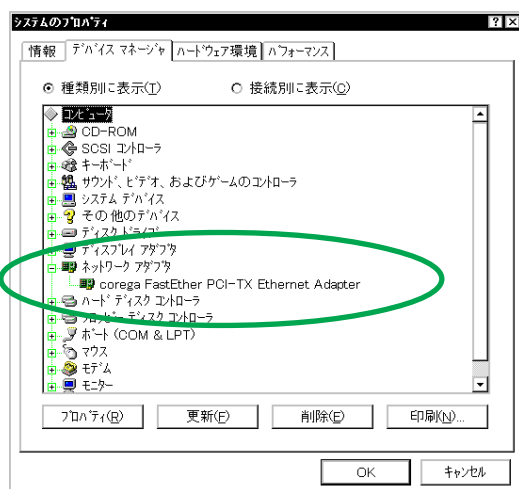 ｼｽﾃﾑのﾌﾟﾛﾊﾟﾃｨ
情報 ﾃﾞﾊﾞｲｽ ﾏﾈｰｼﾞｬ ﾊｰﾄﾞｳｪｱ環境 ﾊﾟﾌｫｰﾏﾝｽ
種類別に表示(T) 接続別に表示(C)
ｺﾝﾋﾟｭｰﾀ
CD-ROM
SCSI ｺﾝﾄﾛｰﾗ
ｷｰﾎﾞｰﾄﾞ
ｻｳﾝﾄﾞ、ﾋﾞﾃﾞｵ、およびｹﾞｰﾑのｺﾝﾄﾛｰﾗ
ｼｽﾃﾑ ﾃﾞﾊﾞｲｽ
その他のﾃﾞﾊﾞｲｽ
ﾃﾞｨｽｸ ﾄﾞﾗｲﾌﾞ
ﾃﾞｨｽﾌﾟﾚｲ ｱﾀﾞﾌﾟﾀ
ﾈｯﾄﾜｰｸ ｱﾀﾞﾌﾟﾀ
corega FastEther PCI-TX Ethernet Adapter
ﾊｰﾄﾞ ﾃﾞｨｽｸ ｺﾝﾄﾛｰﾗ
ﾌﾛｯﾋﾟｰ ﾃﾞｨｽｸ ｺﾝﾄﾛｰﾗ
ﾎﾟｰﾄ (COM & LPT)
ﾏｳｽ
ﾓﾃﾞﾑ
ﾓﾆﾀｰ
ﾌﾟﾛﾊﾟﾃｨ(R) 更新(F) 削除(E) 印刷(N)...
OK ｷｬﾝｾﾙ